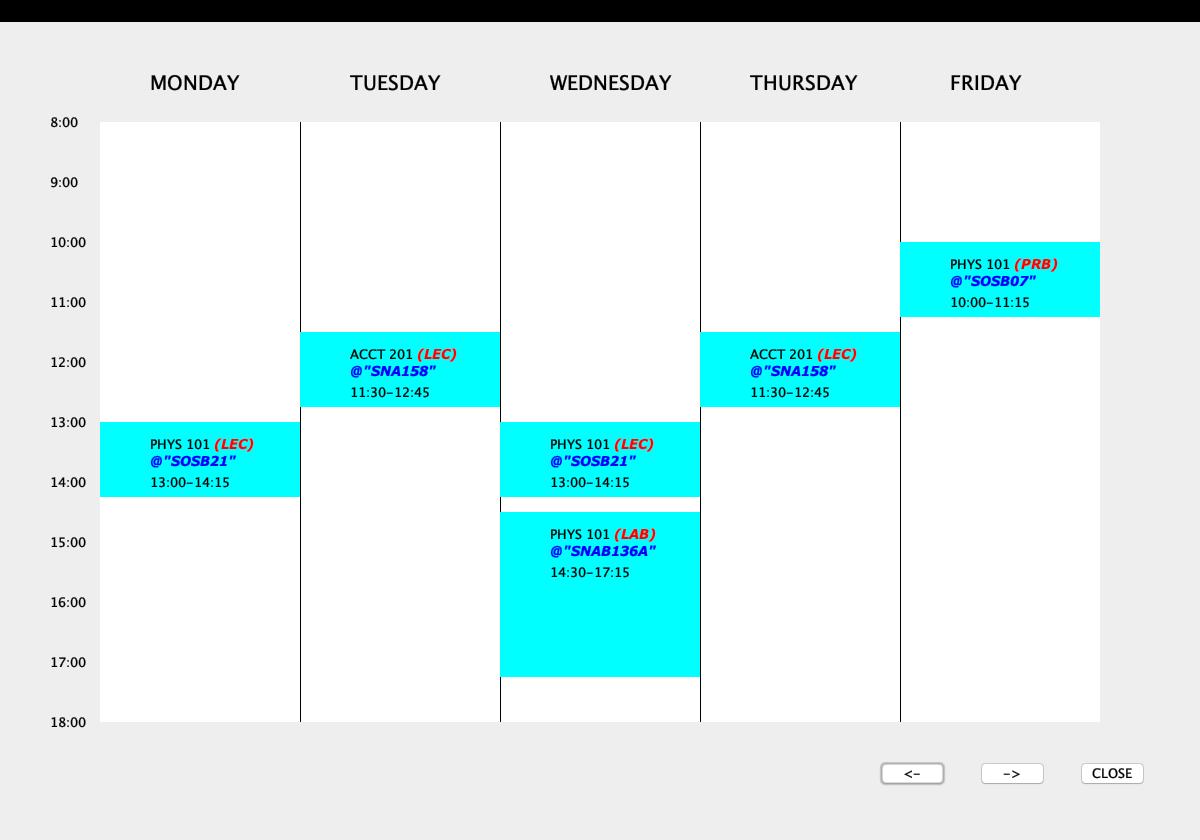 MONDAY TUESDAY WEDNESDAY THURSDAY FRIDAY
8:00
9:00
10:00
PHYS 101 (PRB)
@"SOSB07"
11:00
10:00-11:15
ACCT 201 (LEC)
@"SNA158"
11:30-12:45
ACCT 201 (LEC)
@"SNA158"
11:30-12:45
12:00
13:00
PHYS 101 (LEC)
@"SOSB21"
13:00-14:15
PHYS 101 (LEC)
@"SOSB21"
13:00-14:15
14:00
PHYS 101 (LAB)
@"SNAB136A"
14:30-17:15
15:00
16:00
17:00
18:00
<- -> CLOSE